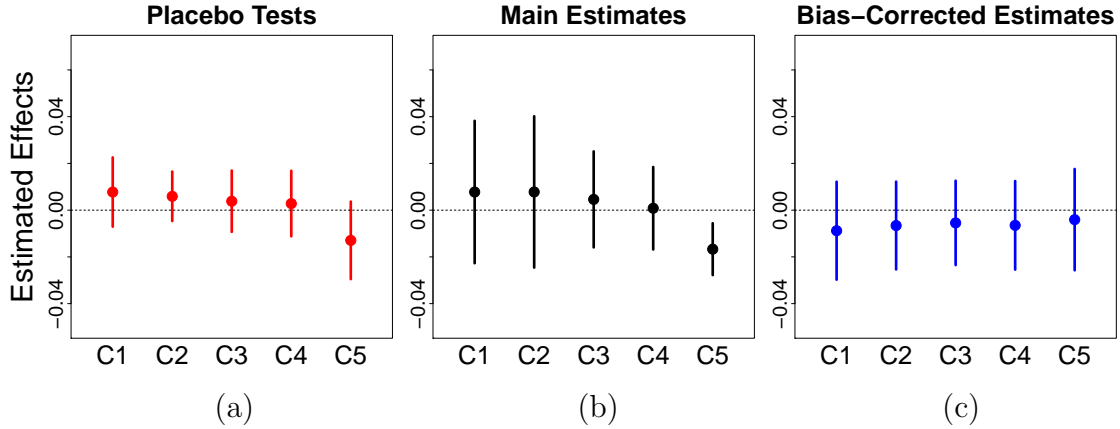 Placebo Tests
Main Estimates
Bias−Corrected Estimates
Estimated Effects
0.04
0.00
−0.04
0.04
0.00
−0.04
0.04
0.00
−0.04
C1 C2 C3 C4 C5
C1 C2 C3 C4 C5
C1 C2 C3 C4 C5
(a)
(b)
(c)